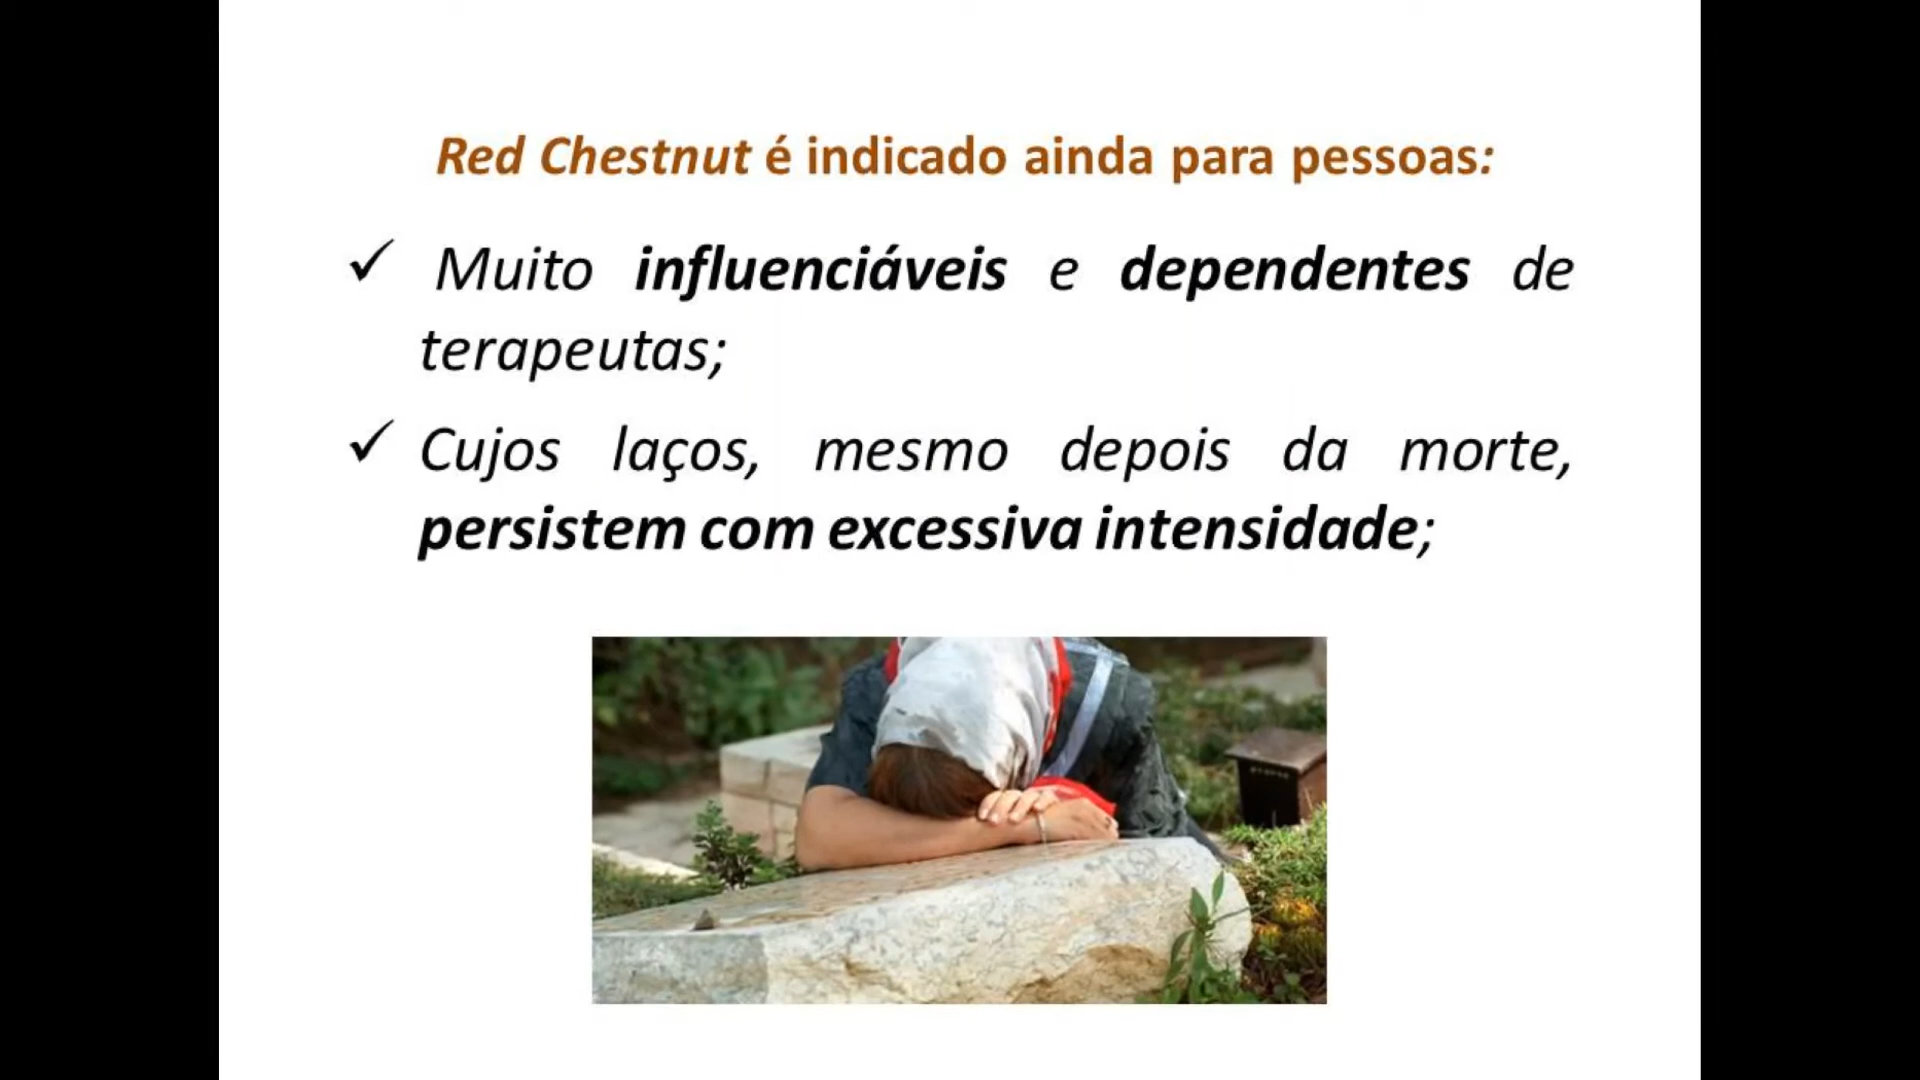 Red Chestnut é indicado ainda para pessoas:
✓ Muito influenciáveis e dependentes de
terapeutas;
✓ Cujos laços, mesmo depois da morte,
persistem com excessiva intensidade;